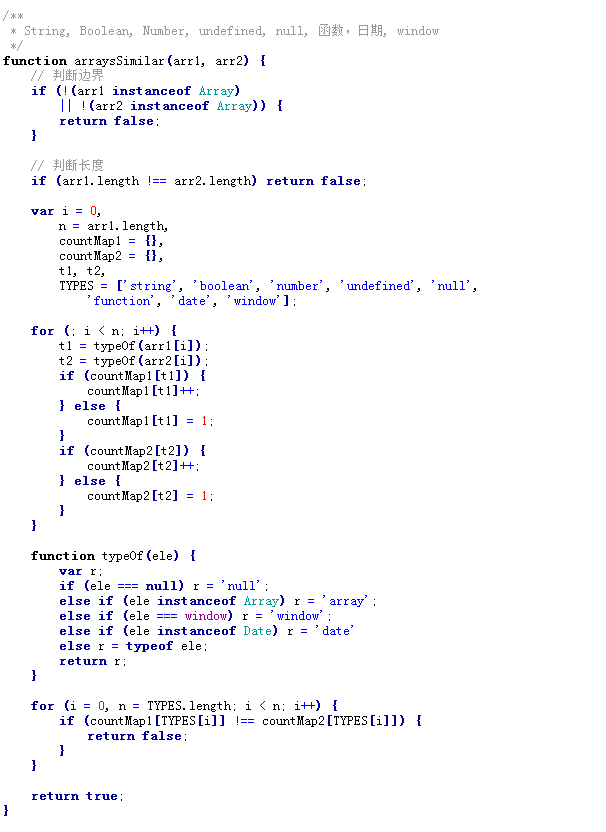 /**
 * String, Boolean, Number, undefined, null, 函数，日期, window
 */
function arraysSimilar(arr1, arr2) {
    // 判断边界
    if (!(arr1 instanceof Array)
        || !(arr2 instanceof Array)) {
        return false;
    }

    // 判断长度
    if (arr1.length !== arr2.length) return false;

    var i = 0,
        n = arr1.length,
        countMap1 = {},
        countMap2 = {},
        t1, t2,
        TYPES = ['string', 'boolean', 'number', 'undefined', 'null',
            'function', 'date', 'window'];

    for (; i < n; i++) {
        t1 = typeOf(arr1[i]);
        t2 = typeOf(arr2[i]);
        if (countMap1[t1]) {
            countMap1[t1]++;
        } else {
            countMap1[t1] = 1;
        }
        if (countMap2[t2]) {
            countMap2[t2]++;
        } else {
            countMap2[t2] = 1;
        }
    }

    function typeOf(ele) {
        var r;
        if (ele === null) r = 'null';
        else if (ele instanceof Array) r = 'array';
        else if (ele === window) r = 'window';
        else if (ele instanceof Date) r = 'date'
        else r = typeof ele;
        return r;
    }

    for (i = 0, n = TYPES.length; i < n; i++) {
        if (countMap1[TYPES[i]] !== countMap2[TYPES[i]]) {
            return false;
        }
    }

    return true;
}